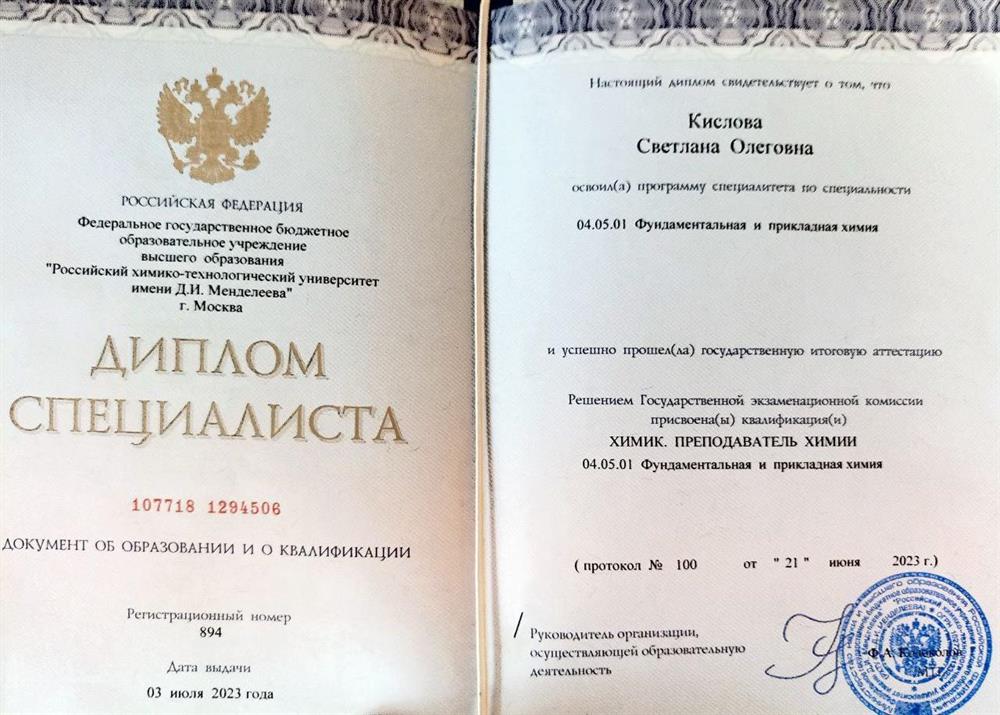 РОССИЙСКАЯ ФЕДЕРАЦИЯ
Федеральное государственное бюджетное
образовательное учреждение
высшего образования
"Российский химико-технологический университет
имени Д.И. Менделеева"
г. Москва
ДИПЛОМ
СПЕЦИАЛИСТА
107718 1294506
ДОКУМЕНТ ОБ ОБРАЗОВАНИИ И О КВАЛИФИКАЦИИ
Регистрационный номер
894
Дата выдачи
03 июля 2023 года
Настоящий диплом свидетельствует о том, что
Кислова
Светлана Олеговна
освоил(а) программу специалитета по специальности
04.05.01 Фундаментальная и прикладная химия
и успешно прошел(ла) государственную итоговую аттестацию
Решением Государственной экзаменационной комиссии
присвоена(ы) квалификация(и)
ХИМИК. ПРЕПОДАВАТЕЛЬ ХИМИИ
04.05.01 Фундаментальная и прикладная химия
( протокол № 100 от " 21 " июня 2023 г.)
/ Руководитель организации,
осуществляющей образовательную
деятельность
Ф.А. Колоколов